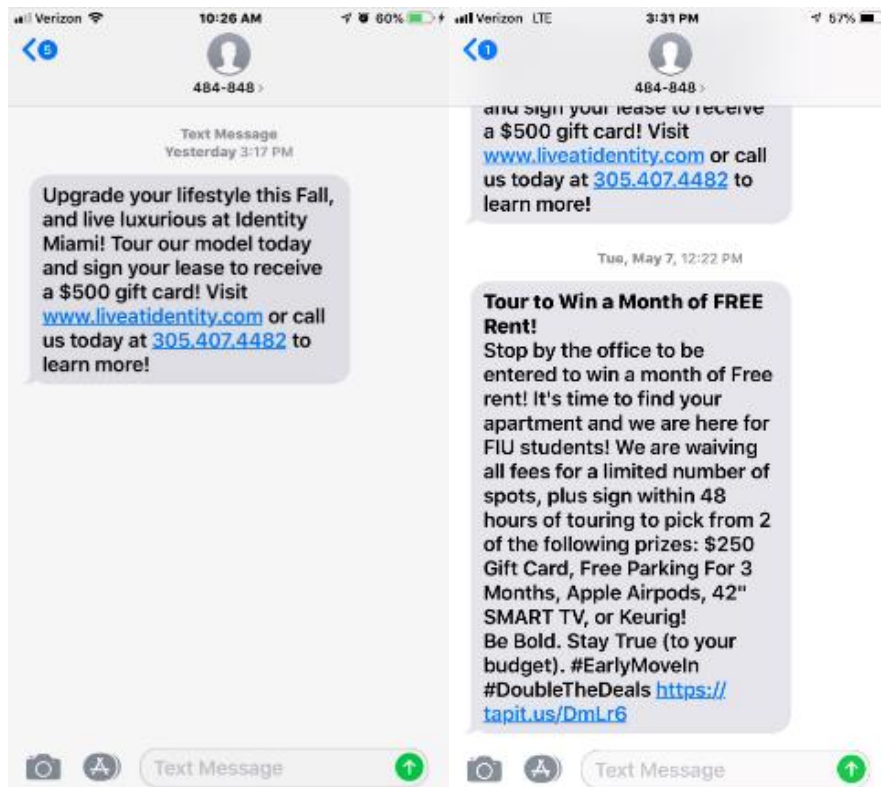 Verizon
10:26 AM
60%
5
484-848
Text Message
Yesterday 3:17 PM
Upgrade your lifestyle this Fall,
and live luxurious at Identity
Miami! Tour our model today
and sign your lease to receive
a $500 gift card! Visit
www.liveatidentity.com or call
us today at 305.407.4482 to
learn more!
Text Message
Verizon LTE
3:31 PM
57%
1
484-848
and sign your lease to receive
a $500 gift card! Visit
www.liveatidentity.com or call
us today at 305.407.4482 to
learn more!
Tue, May 7, 12:22 PM
Tour to Win a Month of FREE
Rent!
Stop by the office to be
entered to win a month of Free
rent! It's time to find your
apartment and we are here for
FIU students! We are waiving
all fees for a limited number of
spots, plus sign within 48
hours of touring to pick from 2
of the following prizes: $250
Gift Card, Free Parking For 3
Months, Apple Airpods, 42"
SMART TV, or Keurig!
Be Bold. Stay True (to your
budget). #EarlyMoveIn
#DoubleTheDeals https://
tapit.us/DmLr6
Text Message